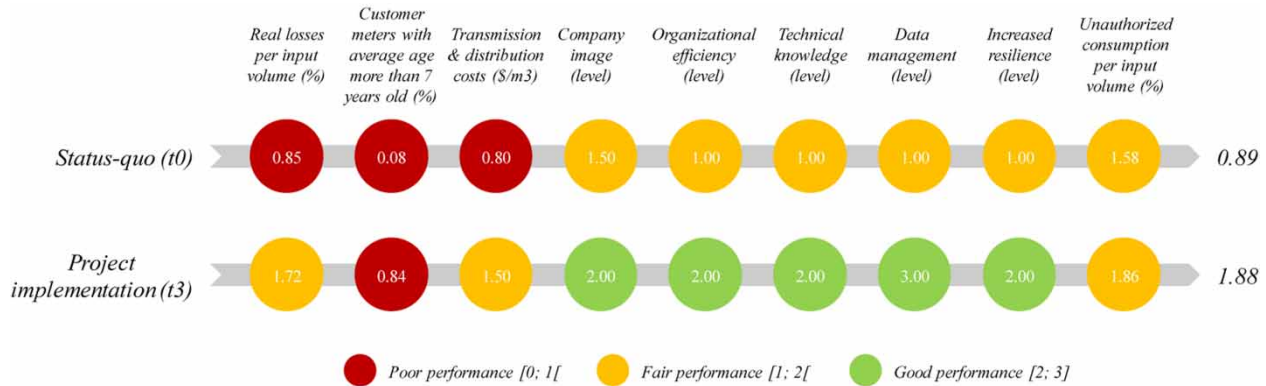 Real losses
per input
volume (%)
Customer
meters with
average age
more than 7
years old (%)
Transmission
& distribution
costs ($/m3)
Company
image
(level)
Organizational
efficiency
(level)
Technical
knowledge
(level)
Data
management
(level)
Increased
resilience
(level)
Unauthorized
consumption
per input
volume (%)
Status-quo (t0)
0.85
0.08
0.80
1.50
1.00
1.00
1.00
1.00
1.58
0.89
Project
implementation (t3)
1.72
0.84
1.50
2.00
2.00
2.00
3.00
2.00
1.86
1.88
Poor performance [0; 1[
Fair performance [1; 2[
Good performance [2; 3]